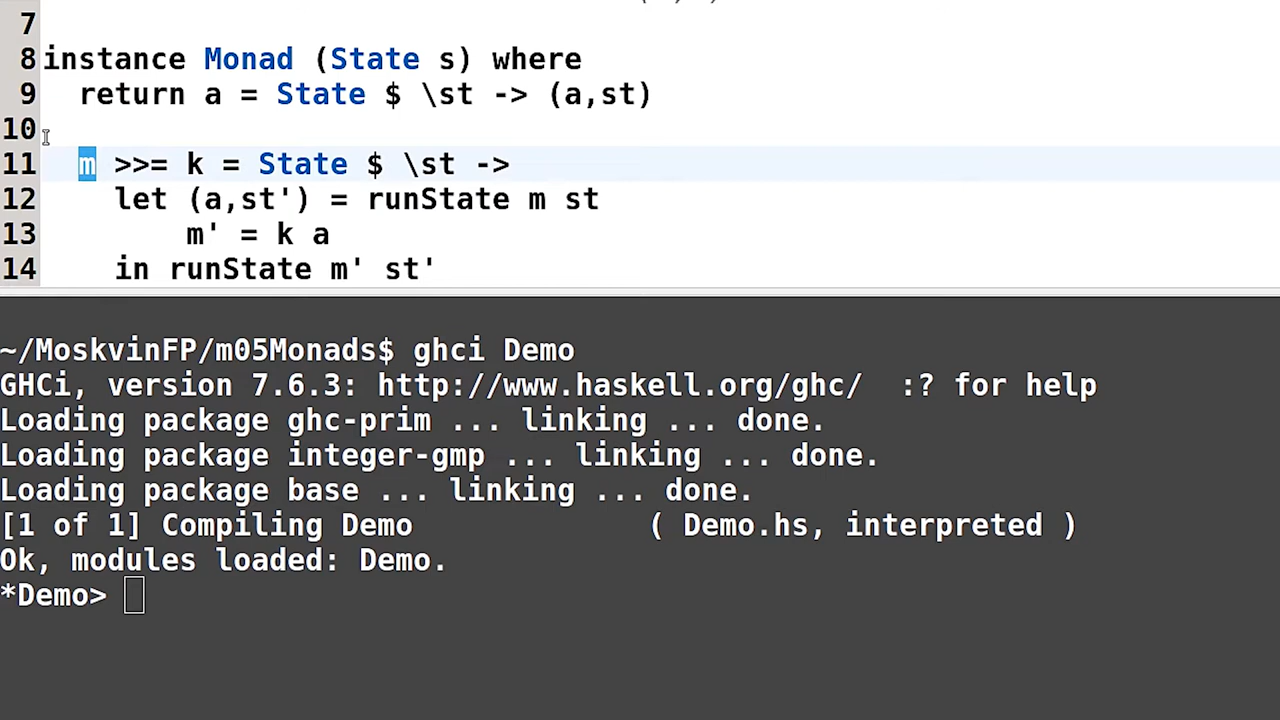 7
8 instance Monad (State s) where
9   return a = State $ \st -> (a,st)
10
11   m >>= k = State $ \st ->
12     let (a,st') = runState m st
13         m' = k a
14     in runState m' st'
~/MoskvinFP/m05Monads$ ghci Demo
GHCi, version 7.6.3: http://www.haskell.org/ghc/  :? for help
Loading package ghc-prim ... linking ... done.
Loading package integer-gmp ... linking ... done.
Loading package base ... linking ... done.
[1 of 1] Compiling Demo             ( Demo.hs, interpreted )
Ok, modules loaded: Demo.
*Demo>